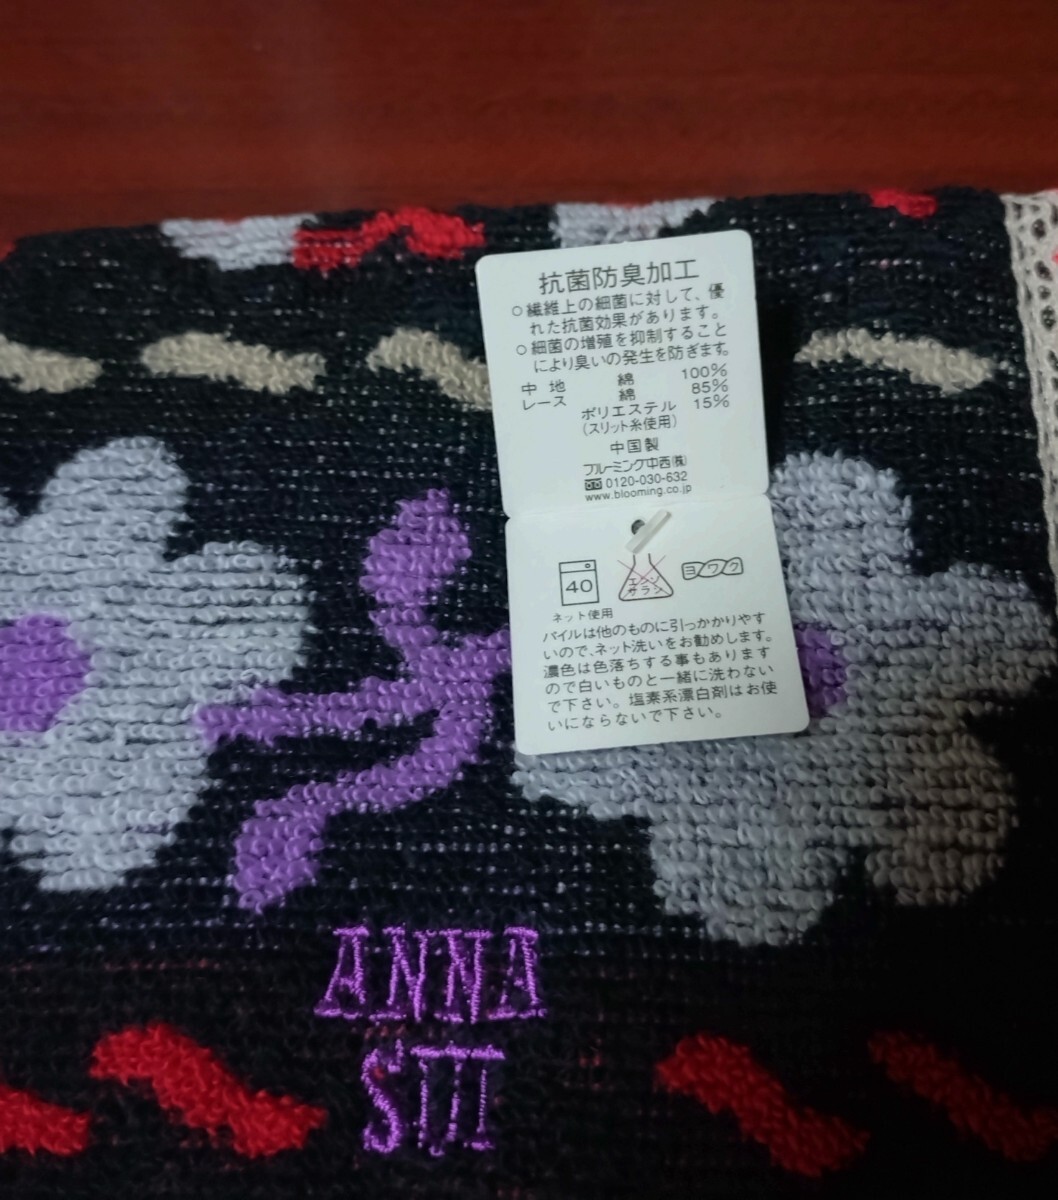 抗菌防臭加工
○繊維上の細菌に対して、優
れた抗菌効果があります。
○細菌の増殖を抑制すること
により臭いの発生を防ぎます。
中地 綿 100%
レース 綿 85%
ポリエステル 15%
(スリット糸使用)
中国製
ブルーミング中西(株)
0120-030-632
www.blooming.co.jp
40 エンソ ヨワク
サラシ
ネット使用
パイルは他のものに引っかかりやす
いので、ネット洗いをお勧めします。
濃色は色落ちする事もあります
ので白いものと一緒に洗わない
で下さい。塩素系漂白剤はお使
いにならないで下さい。
ANNA
SUI